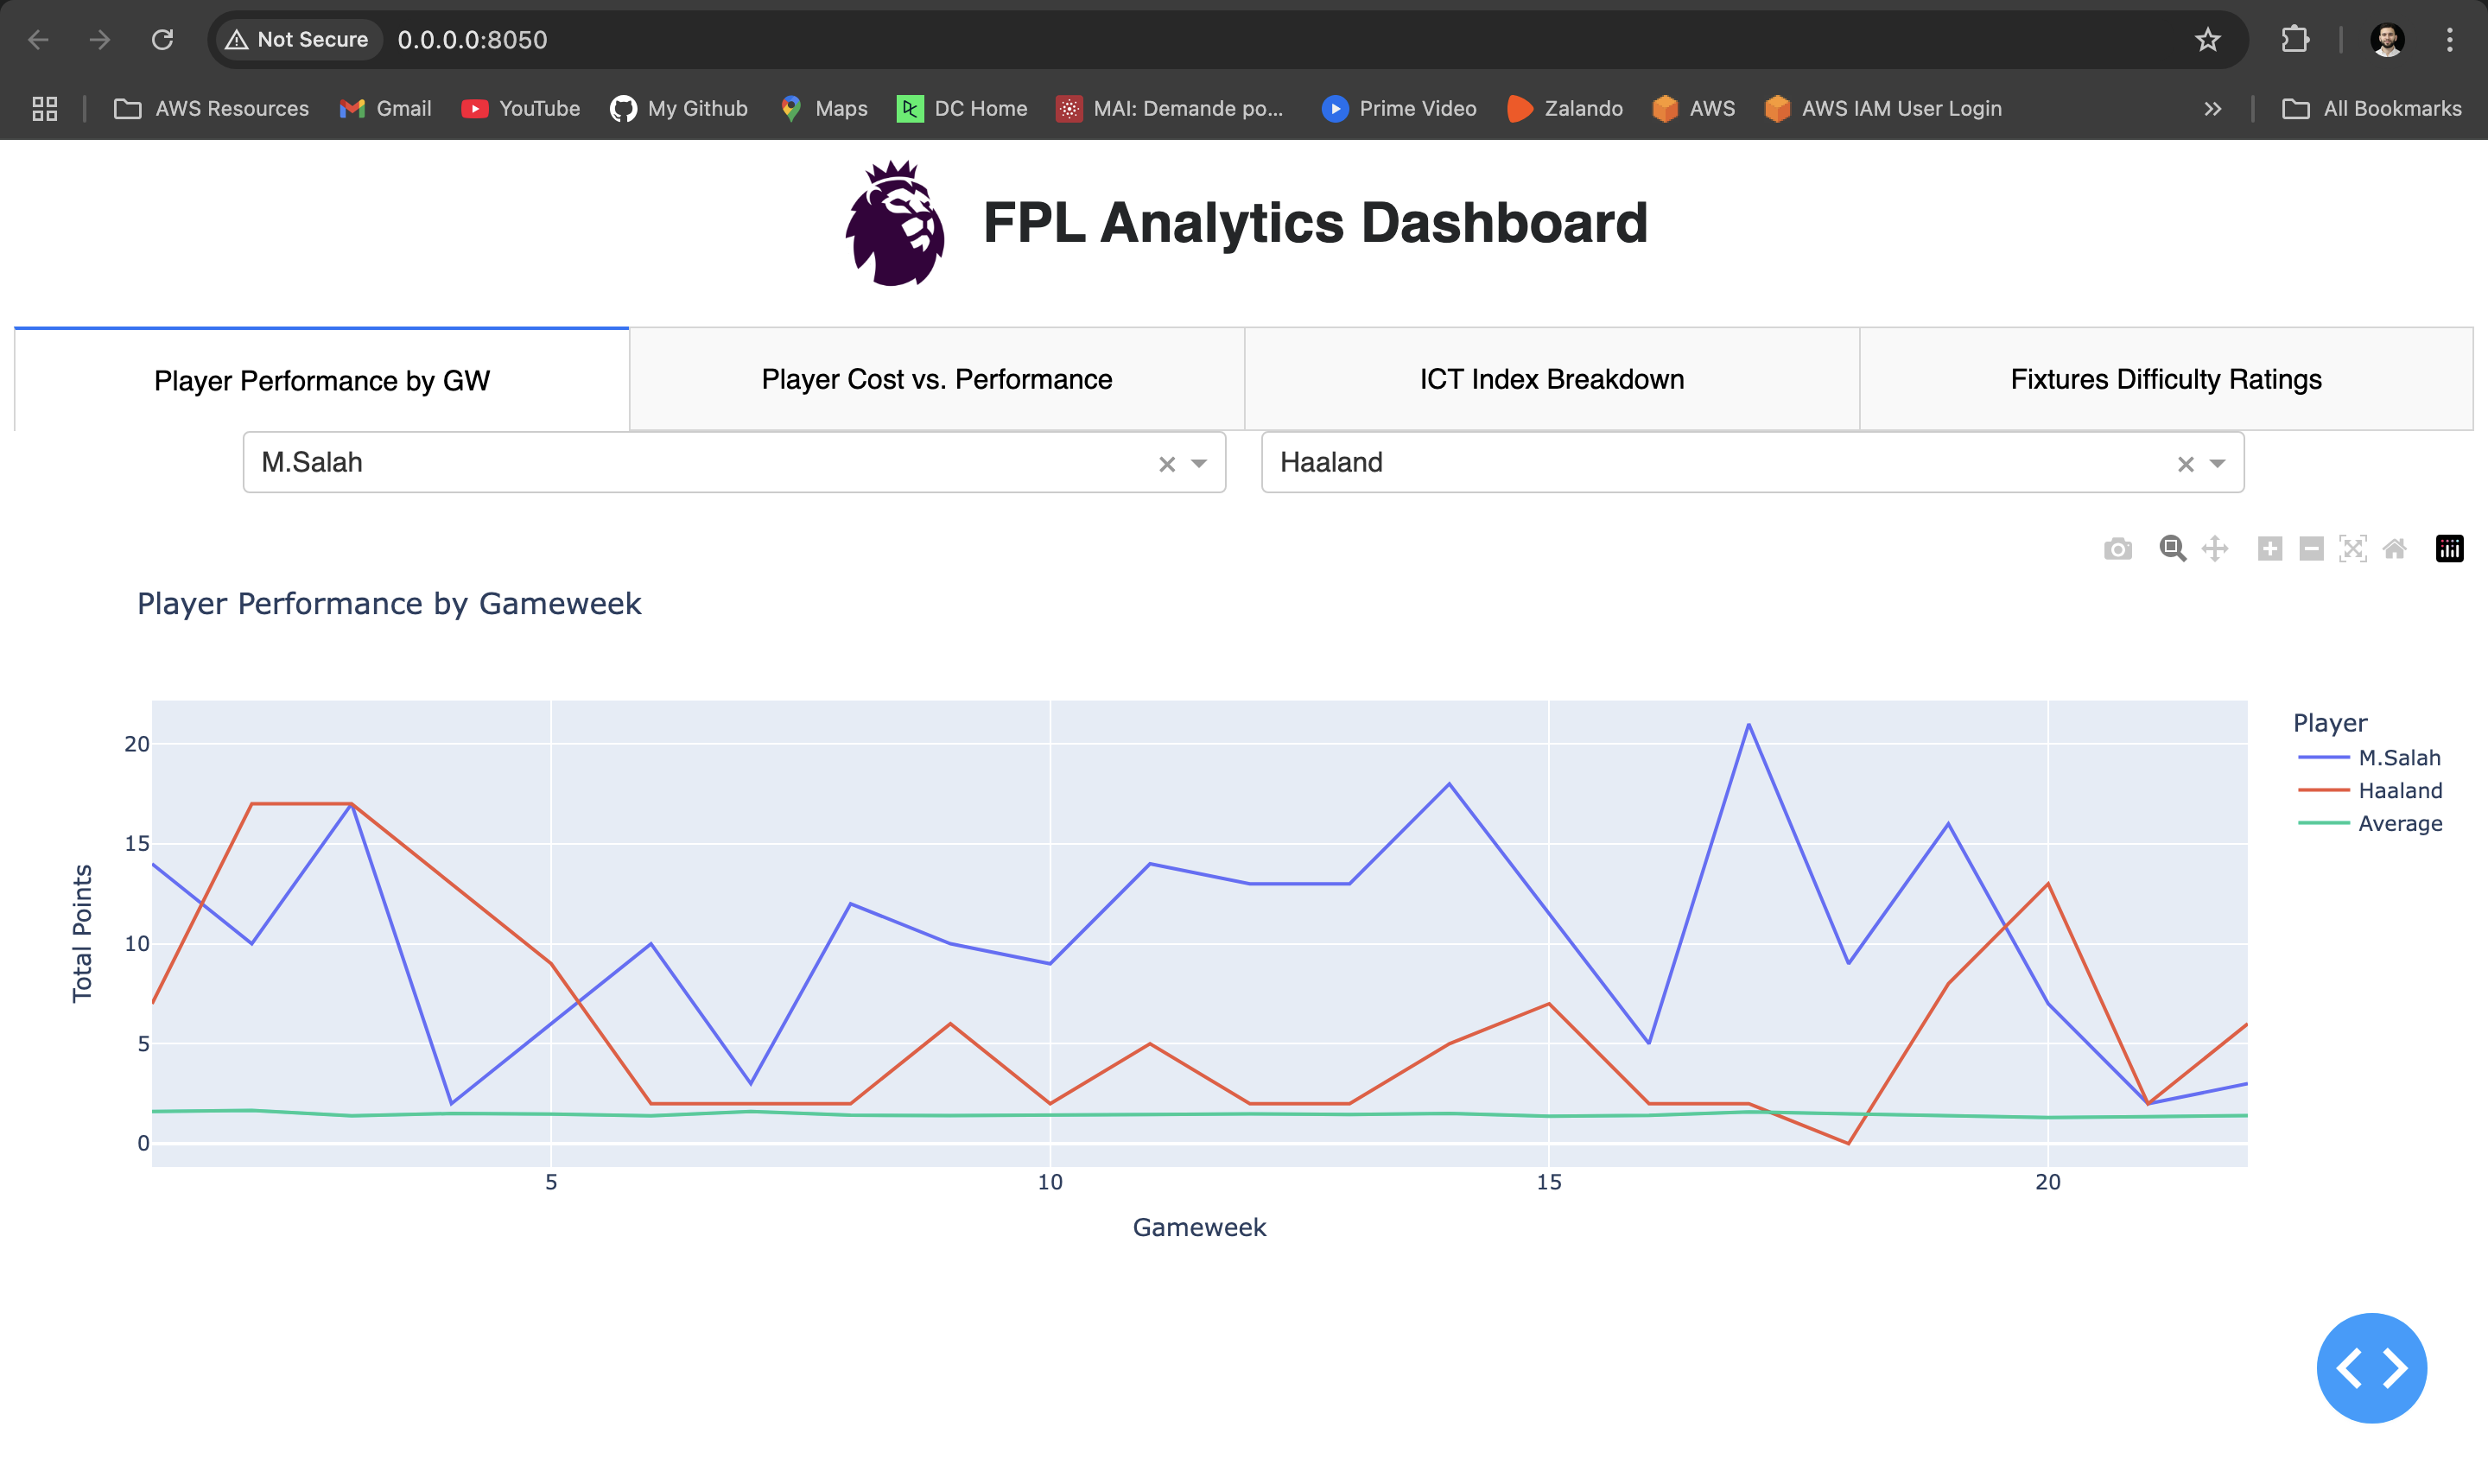 Not Secure 0.0.0.0:8050
AWS Resources Gmail YouTube My Github Maps DC Home MAI: Demande po... Prime Video Zalando AWS AWS IAM User Login All Bookmarks
FPL Analytics Dashboard
Player Performance by GW Player Cost vs. Performance ICT Index Breakdown Fixtures Difficulty Ratings
M.Salah Haaland
Player Performance by Gameweek
Player
M.Salah
Haaland
Average
Total Points
20
15
10
5
0
5 10 15 20
Gameweek